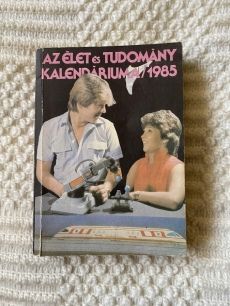 AZ ÉLET és TUDOMÁNY
KALENDÁRIUMA/1985